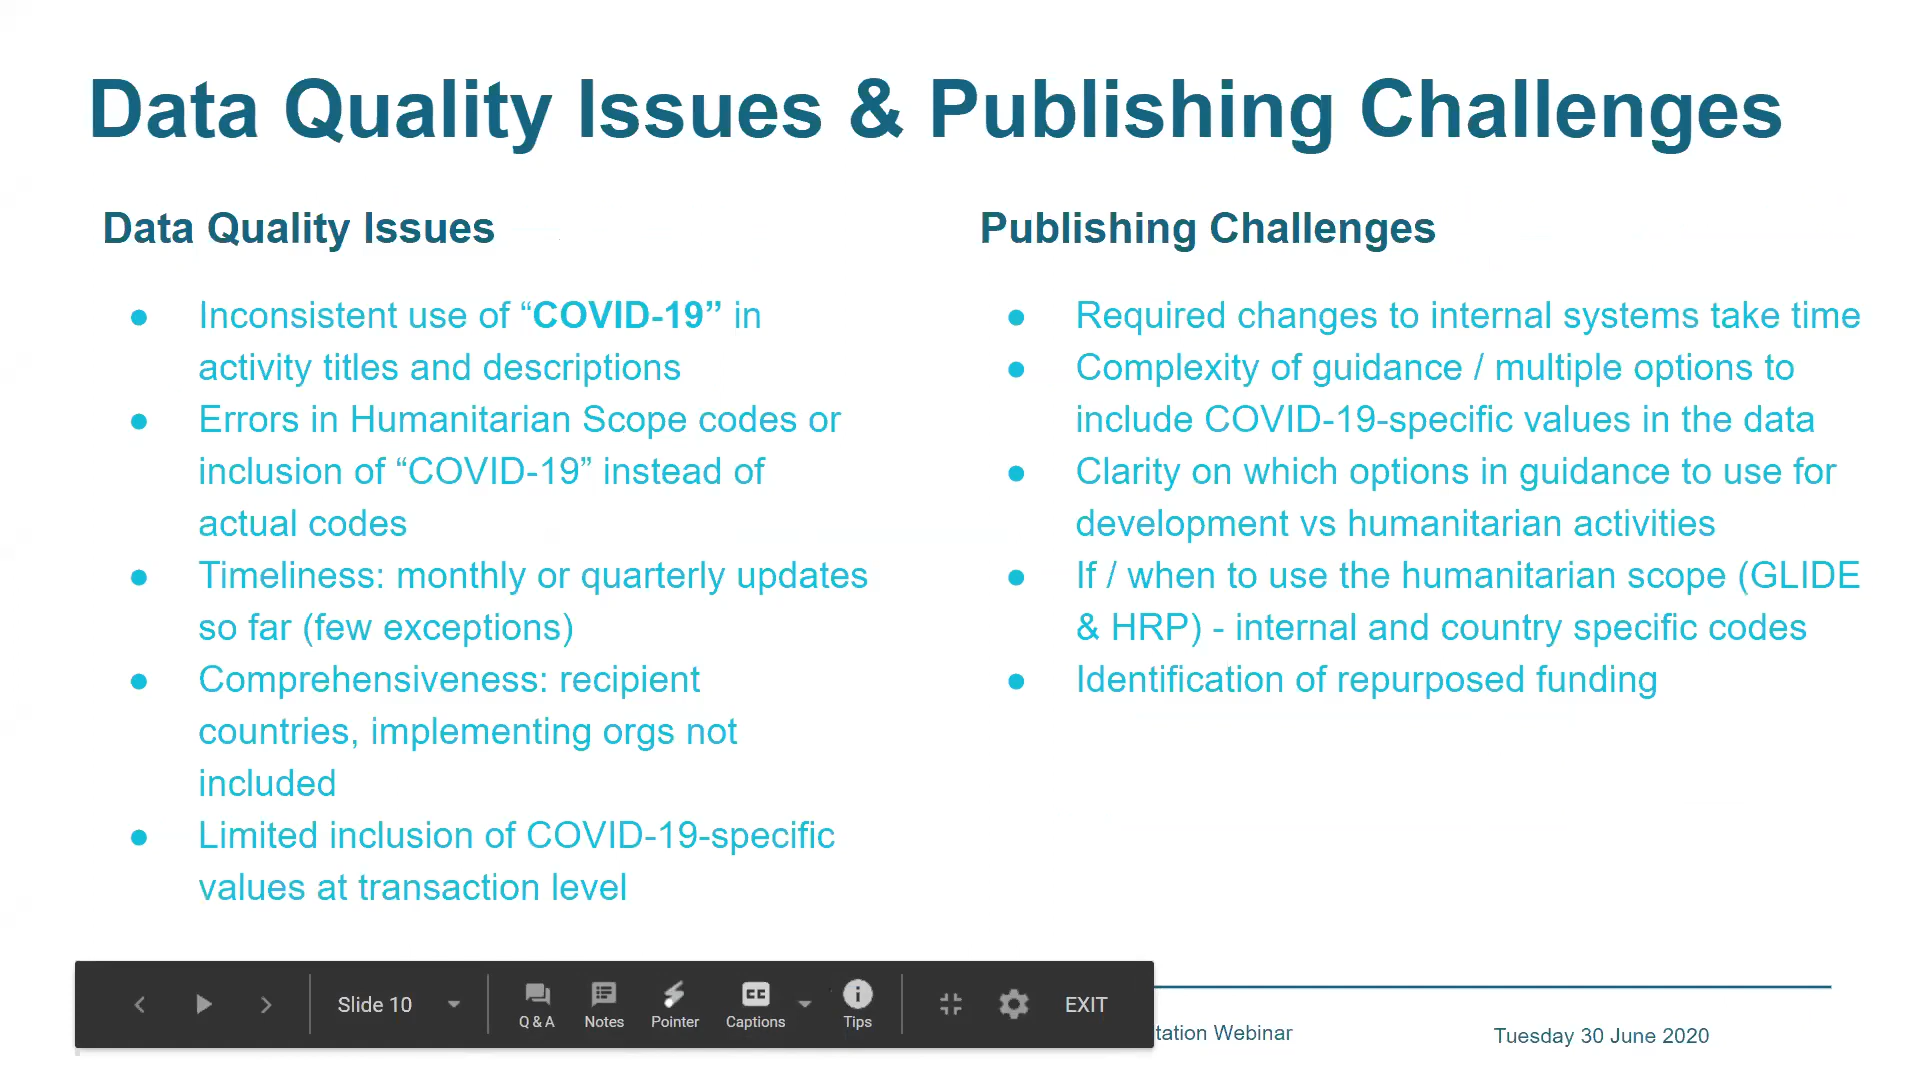 Data Quality Issues & Publishing Challenges
Data Quality Issues
● Inconsistent use of “COVID-19” in
activity titles and descriptions
● Errors in Humanitarian Scope codes or
inclusion of “COVID-19” instead of
actual codes
● Timeliness: monthly or quarterly updates
so far (few exceptions)
● Comprehensiveness: recipient
countries, implementing orgs not
included
● Limited inclusion of COVID-19-specific
values at transaction level
Publishing Challenges
● Required changes to internal systems take time
● Complexity of guidance / multiple options to
include COVID-19-specific values in the data
● Clarity on which options in guidance to use for
development vs humanitarian activities
● If / when to use the humanitarian scope (GLIDE
& HRP) - internal and country specific codes
● Identification of repurposed funding
Slide 10
Q & A
Notes
Pointer
CC
Captions
Tips
EXIT
tation Webinar
Tuesday 30 June 2020